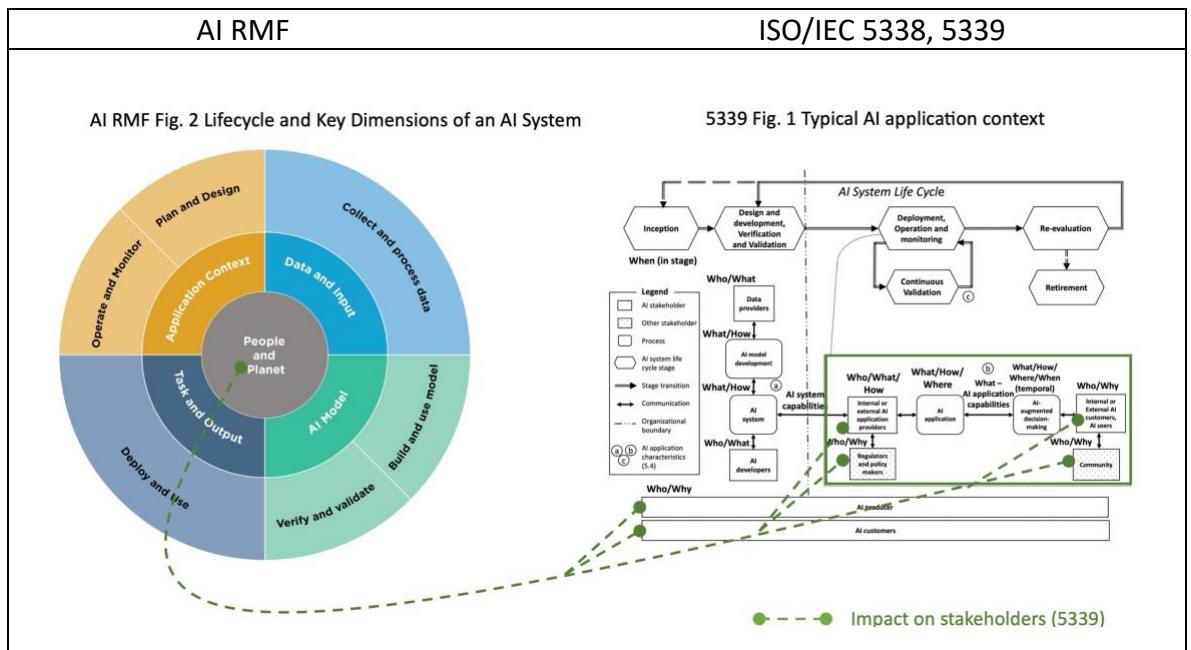 AI RMF
ISO/IEC 5338, 5339
AI RMF Fig. 2 Lifecycle and Key Dimensions of an AI System
5339 Fig. 1 Typical AI application context
Plan and Design
Collect and process data
Operate and Monitor
Application Context
Data and Input
People
and
Planet
Task and Output
AI Model
Deploy and Use
Build and use model
Verify and validate
AI System Life Cycle
Inception
Design and
development,
Verification
and Validation
Deployment,
Operation and
monitoring
Re-evaluation
When (in stage)
Continuous
Validation
c
Retirement
Legend
AI stakeholder
Other stakeholder
Process
AI system life
cycle stage
Stage transition
Communication
Organizational
boundary
a b
c
AI application
characteristics
(5.4)
Who/What
Data
providers
What/How
AI model
development
a
What/How
AI
system
AI system
capabilities
Who/What
AI
developers
Who/What/
How
Internal or
external AI
application
providers
What/How/
Where
AI
application
b
What –
AI application
capabilities
What/How/
Where/When
(temporal)
AI-
augmented
decision-
making
Who/Why
Internal or
External AI
customers,
AI users
Who/Why
Regulators
and policy
makers
Who/Why
Community
Who/Why
AI producer
AI customers
Impact on stakeholders (5339)